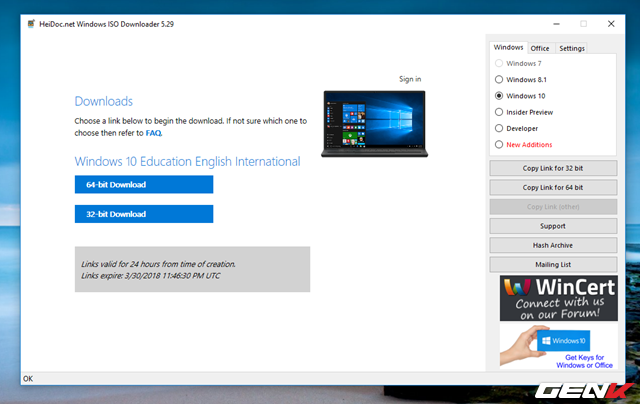 HeiDoc.net Windows ISO Downloader 5.29
Windows
Office
Settings
Windows 7
Windows 8.1
Windows 10
Insider Preview
Developer
New Additions
Sign in
Downloads
Choose a link below to begin the download. If not sure which one to
choose then refer to FAQ.
Windows 10 Education English International
64-bit Download
32-bit Download
Links valid for 24 hours from time of creation.
Links expire: 3/30/2018 11:46:30 PM UTC
Copy Link for 32 bit
Copy Link for 64 bit
Copy Link (other)
Support
Hash Archive
Mailing List
WinCert
Connect with us
on our Forum!
Windows 10
Get Keys for
Windows or Office
OK
GENK